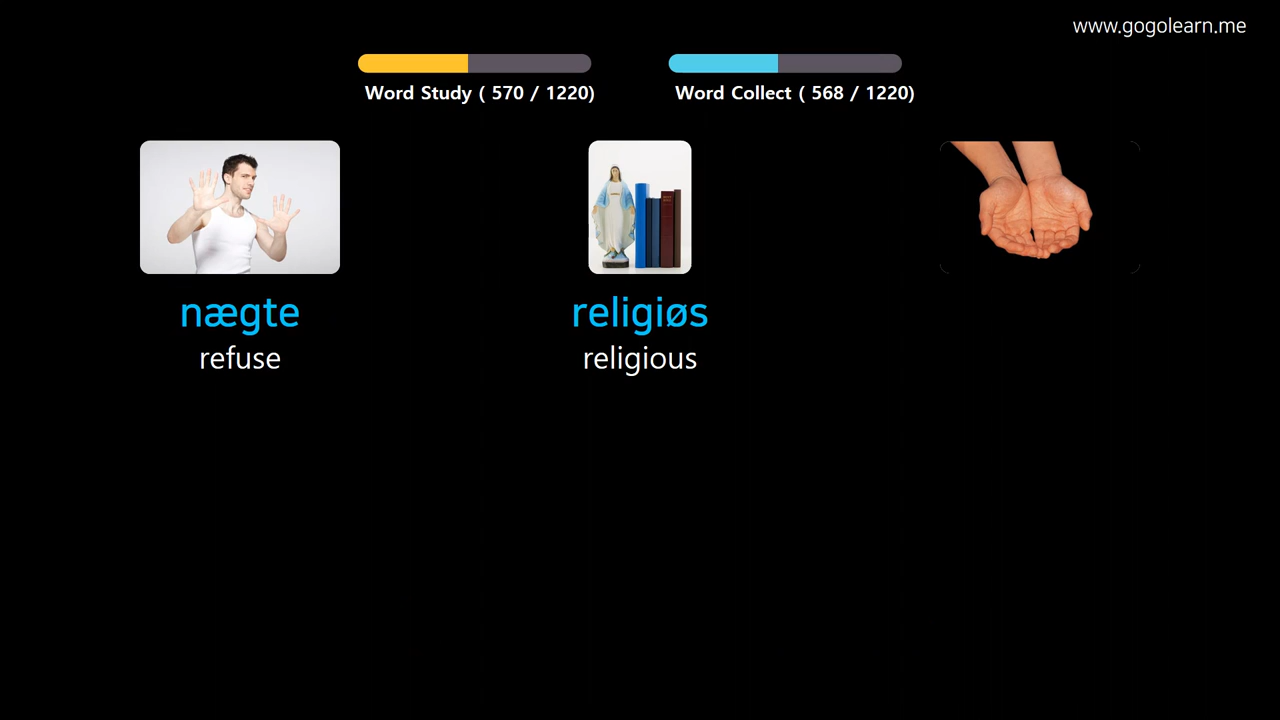 www.gogolearn.me
Word Study ( 570 / 1220)
Word Collect ( 568 / 1220)
nægte
refuse
religiøs
religious